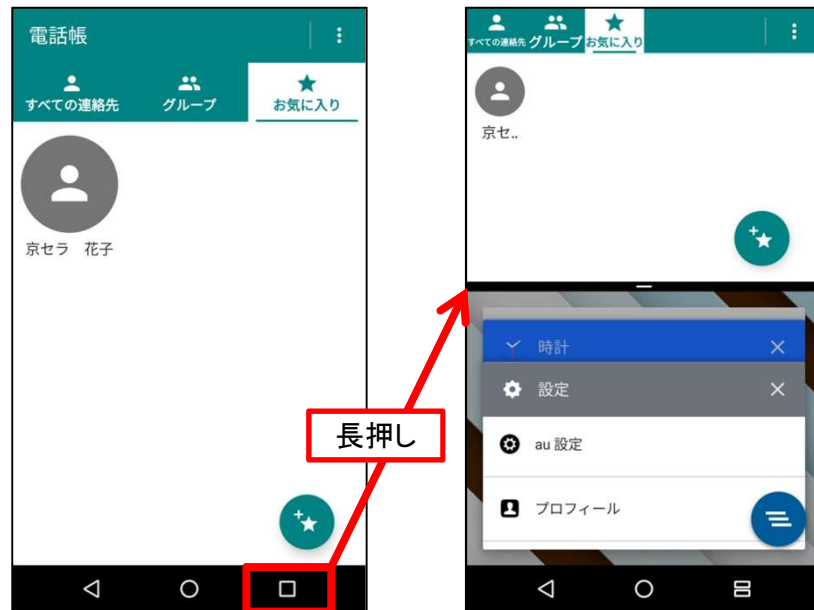 電話帳
すべての連絡先 グループ お気に入り
京セラ 花子
長押し
すべての連絡先 グループ お気に入り
京セ..
時計
設定
au 設定
プロフィール